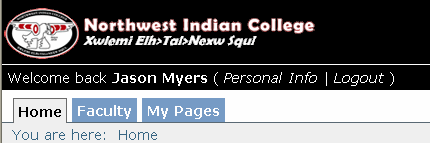 Northwest Indian College
Xwlemi Elh>Tal>Nexw Squl
Welcome back Jason Myers ( Personal Info | Logout )
Home Faculty My Pages
You are here: Home